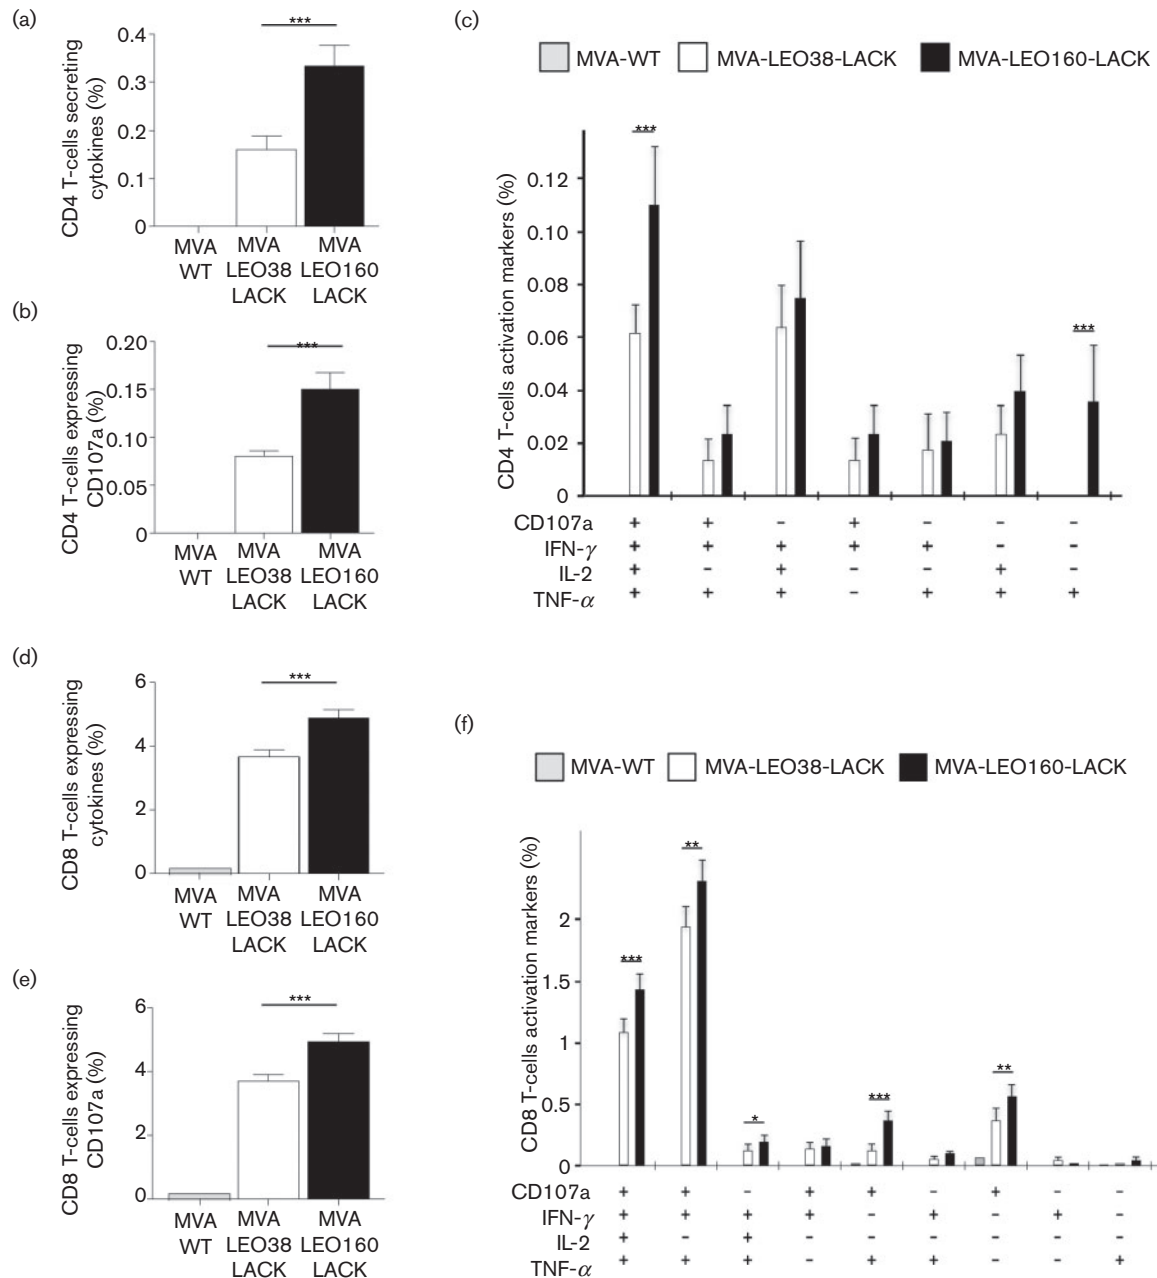 (a)
***
CD4 T-cells secreting
cytokines (%)
0.4
0.3
0.2
0.1
0
MVA WT
MVA LEO38 LACK
MVA LEO160 LACK
(b)
***
CD4 T-cells expressing
CD107a (%)
0.20
0.15
0.10
0.05
0
MVA WT
MVA LEO38 LACK
MVA LEO160 LACK
(c)
MVA-WT MVA-LEO38-LACK MVA-LEO160-LACK
CD4 T-cells activation markers (%)
0.12
0.10
0.08
0.06
0.04
0.02
0
*** ***
CD107a + + - + - - -
IFN-γ + + + + + - -
IL-2 + - + - - + -
TNF-α + + + - + + +
(d)
***
CD8 T-cells expressing
cytokines (%)
6
4
2
0
MVA WT
MVA LEO38 LACK
MVA LEO160 LACK
(e)
***
CD8 T-cells expressing
CD107a (%)
6
4
2
0
MVA WT
MVA LEO38 LACK
MVA LEO160 LACK
(f)
MVA-WT MVA-LEO38-LACK MVA-LEO160-LACK
CD8 T-cells activation markers (%)
2
1.5
1
0.5
0
*** ** * *** **
CD107a + + - + + - + - -
IFN-γ + + + + - + - + -
IL-2 + - + - - - - - -
TNF-α + + + - + + - - +